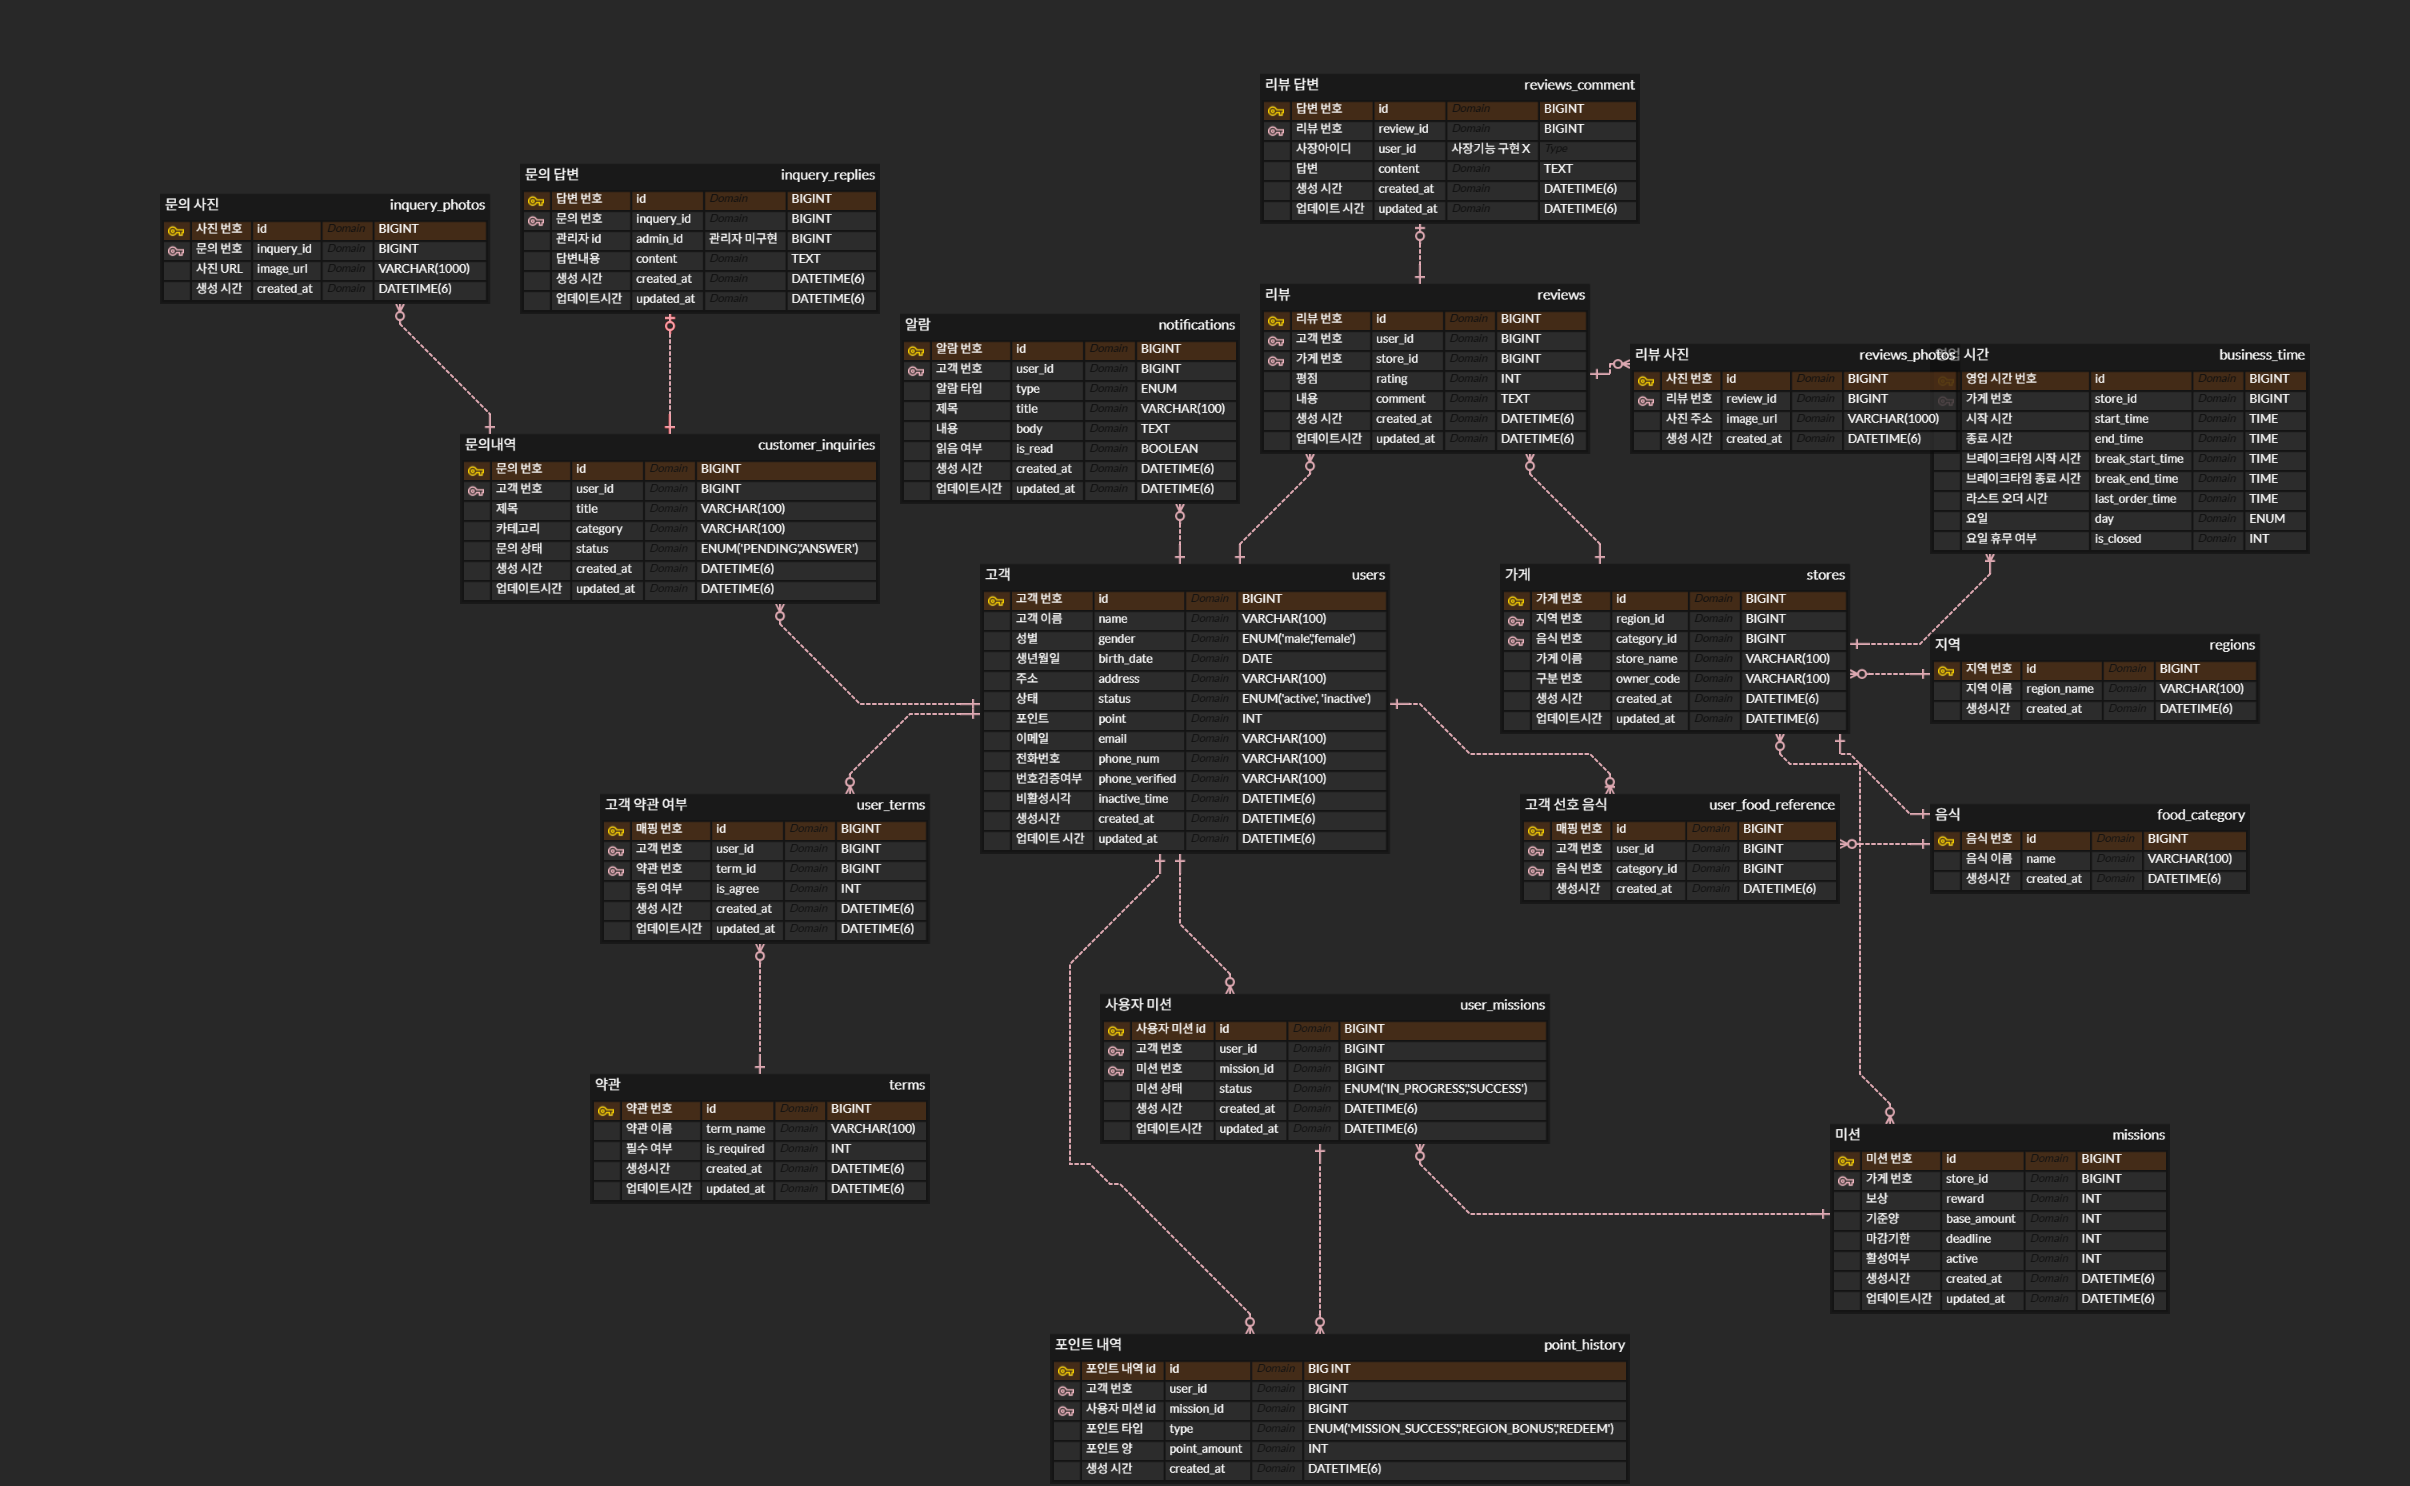 리뷰 답변 reviews_comment
답변 번호 id Domain BIGINT
리뷰 번호 review_id Domain BIGINT
사장아이디 user_id 사장기능 구현 X Type
답변 content Domain TEXT
생성 시간 created_at Domain DATETIME(6)
업데이트 시간 updated_at Domain DATETIME(6)
문의 답변 inquery_replies
답변 번호 id Domain BIGINT
문의 번호 inquery_id Domain BIGINT
관리자 id admin_id 관리자 미구현 BIGINT
답변내용 content Domain TEXT
생성 시간 created_at Domain DATETIME(6)
업데이트시간 updated_at Domain DATETIME(6)
문의 사진 inquery_photos
사진 번호 id Domain BIGINT
문의 번호 inquery_id Domain BIGINT
사진 URL image_url Domain VARCHAR(1000)
생성 시간 created_at Domain DATETIME(6)
리뷰 reviews
리뷰 번호 id Domain BIGINT
고객 번호 user_id Domain BIGINT
가게 번호 store_id Domain BIGINT
평점 rating Domain INT
내용 comment Domain TEXT
생성 시간 created_at Domain DATETIME(6)
업데이트시간 updated_at Domain DATETIME(6)
알람 notifications
알람 번호 id Domain BIGINT
고객 번호 user_id Domain BIGINT
알람 타입 type Domain ENUM
제목 title Domain VARCHAR(100)
내용 body Domain TEXT
읽음 여부 is_read Domain BOOLEAN
생성 시간 created_at Domain DATETIME(6)
업데이트시간 updated_at Domain DATETIME(6)
리뷰 사진 reviews_photos
사진 번호 id Domain BIGINT
리뷰 번호 review_id Domain BIGINT
사진 주소 image_url Domain VARCHAR(1000)
생성 시간 created_at Domain DATETIME(6)
영업 시간 business_time
영업 시간 번호 id Domain BIGINT
가게 번호 store_id Domain BIGINT
시작 시간 start_time Domain TIME
종료 시간 end_time Domain TIME
브레이크타임 시작 시간 break_start_time Domain TIME
브레이크타임 종료 시간 break_end_time Domain TIME
라스트 오더 시간 last_order_time Domain TIME
요일 day Domain ENUM
요일 휴무 여부 is_closed Domain INT
문의내역 customer_inquiries
문의 번호 id Domain BIGINT
고객 번호 user_id Domain BIGINT
제목 title Domain VARCHAR(100)
카테고리 category Domain VARCHAR(100)
문의 상태 status Domain ENUM('PENDING','ANSWER')
생성 시간 created_at Domain DATETIME(6)
업데이트시간 updated_at Domain DATETIME(6)
고객 users
고객 번호 id Domain BIGINT
고객 이름 name Domain VARCHAR(100)
성별 gender Domain ENUM('male','female')
생년월일 birth_date Domain DATE
주소 address Domain VARCHAR(100)
상태 status Domain ENUM('active', 'inactive')
포인트 point Domain INT
이메일 email Domain VARCHAR(100)
전화번호 phone_num Domain VARCHAR(100)
번호검증여부 phone_verified Domain VARCHAR(100)
비활성시각 inactive_time Domain DATETIME(6)
생성시간 created_at Domain DATETIME(6)
업데이트 시간 updated_at Domain DATETIME(6)
가게 stores
가게 번호 id Domain BIGINT
지역 번호 region_id Domain BIGINT
음식 번호 category_id Domain BIGINT
가게 이름 store_name Domain VARCHAR(100)
구분 번호 owner_code Domain VARCHAR(100)
생성 시간 created_at Domain DATETIME(6)
업데이트시간 updated_at Domain DATETIME(6)
지역 regions
지역 번호 id Domain BIGINT
지역 이름 region_name Domain VARCHAR(100)
생성시간 created_at Domain DATETIME(6)
고객 약관 여부 user_terms
매핑 번호 id Domain BIGINT
고객 번호 user_id Domain BIGINT
약관 번호 term_id Domain BIGINT
동의 여부 is_agree Domain INT
생성 시간 created_at Domain DATETIME(6)
업데이트시간 updated_at Domain DATETIME(6)
고객 선호 음식 user_food_reference
매핑 번호 id Domain BIGINT
고객 번호 user_id Domain BIGINT
음식 번호 category_id Domain BIGINT
생성시간 created_at Domain DATETIME(6)
음식 food_category
음식 번호 id Domain BIGINT
음식 이름 name Domain VARCHAR(100)
생성시간 created_at Domain DATETIME(6)
사용자 미션 user_missions
사용자 미션 id id Domain BIGINT
고객 번호 user_id Domain BIGINT
미션 번호 mission_id Domain BIGINT
미션 상태 status Domain ENUM('IN_PROGRESS','SUCCESS')
생성 시간 created_at Domain DATETIME(6)
업데이트시간 updated_at Domain DATETIME(6)
약관 terms
약관 번호 id Domain BIGINT
약관 이름 term_name Domain VARCHAR(100)
필수 여부 is_required Domain INT
생성시간 created_at Domain DATETIME(6)
업데이트시간 updated_at Domain DATETIME(6)
미션 missions
미션 번호 id Domain BIGINT
가게 번호 store_id Domain BIGINT
보상 reward Domain INT
기준양 base_amount Domain INT
마감기한 deadline Domain INT
활성여부 active Domain INT
생성시간 created_at Domain DATETIME(6)
업데이트시간 updated_at Domain DATETIME(6)
포인트 내역 point_history
포인트 내역 id id Domain BIG INT
고객 번호 user_id Domain BIGINT
사용자 미션 id mission_id Domain BIGINT
포인트 타입 type Domain ENUM('MISSION_SUCCESS','REGION_BONUS','REDEEM')
포인트 양 point_amount Domain INT
생성 시간 created_at Domain DATETIME(6)